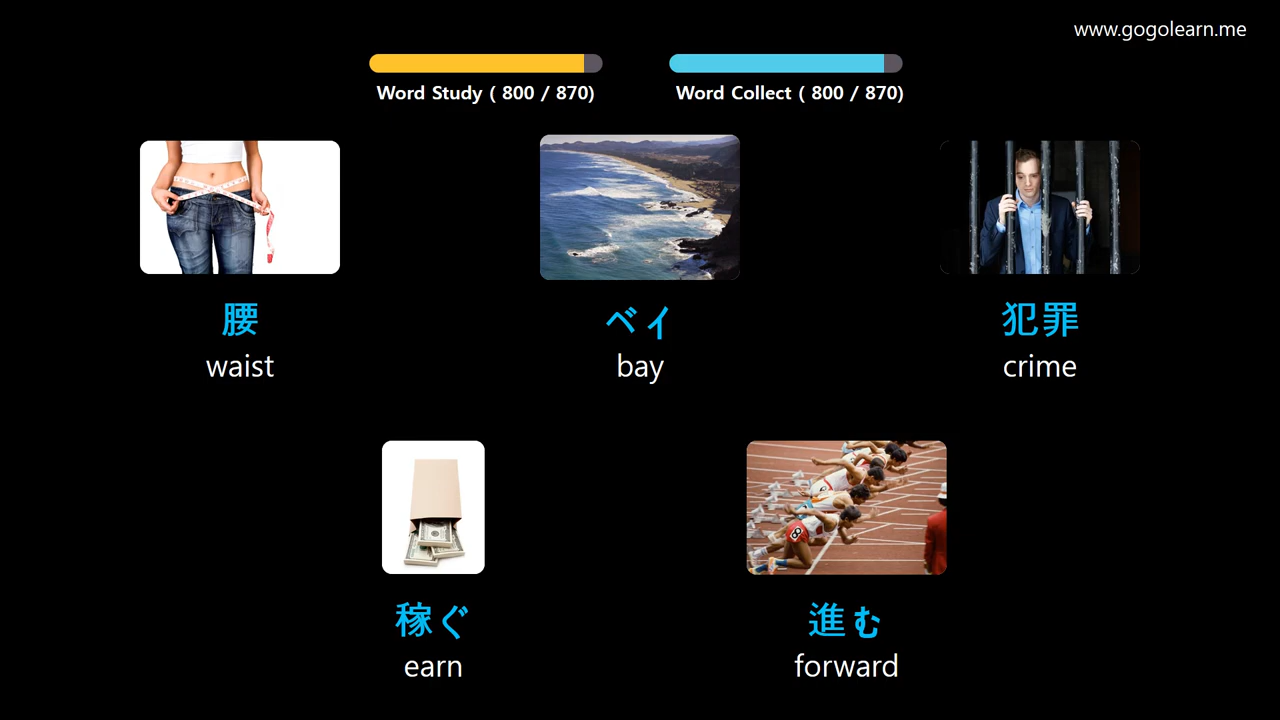 www.gogolearn.me
Word Study ( 800 / 870)
Word Collect ( 800 / 870)
腰
waist
ベイ
bay
犯罪
crime
稼ぐ
earn
進む
forward